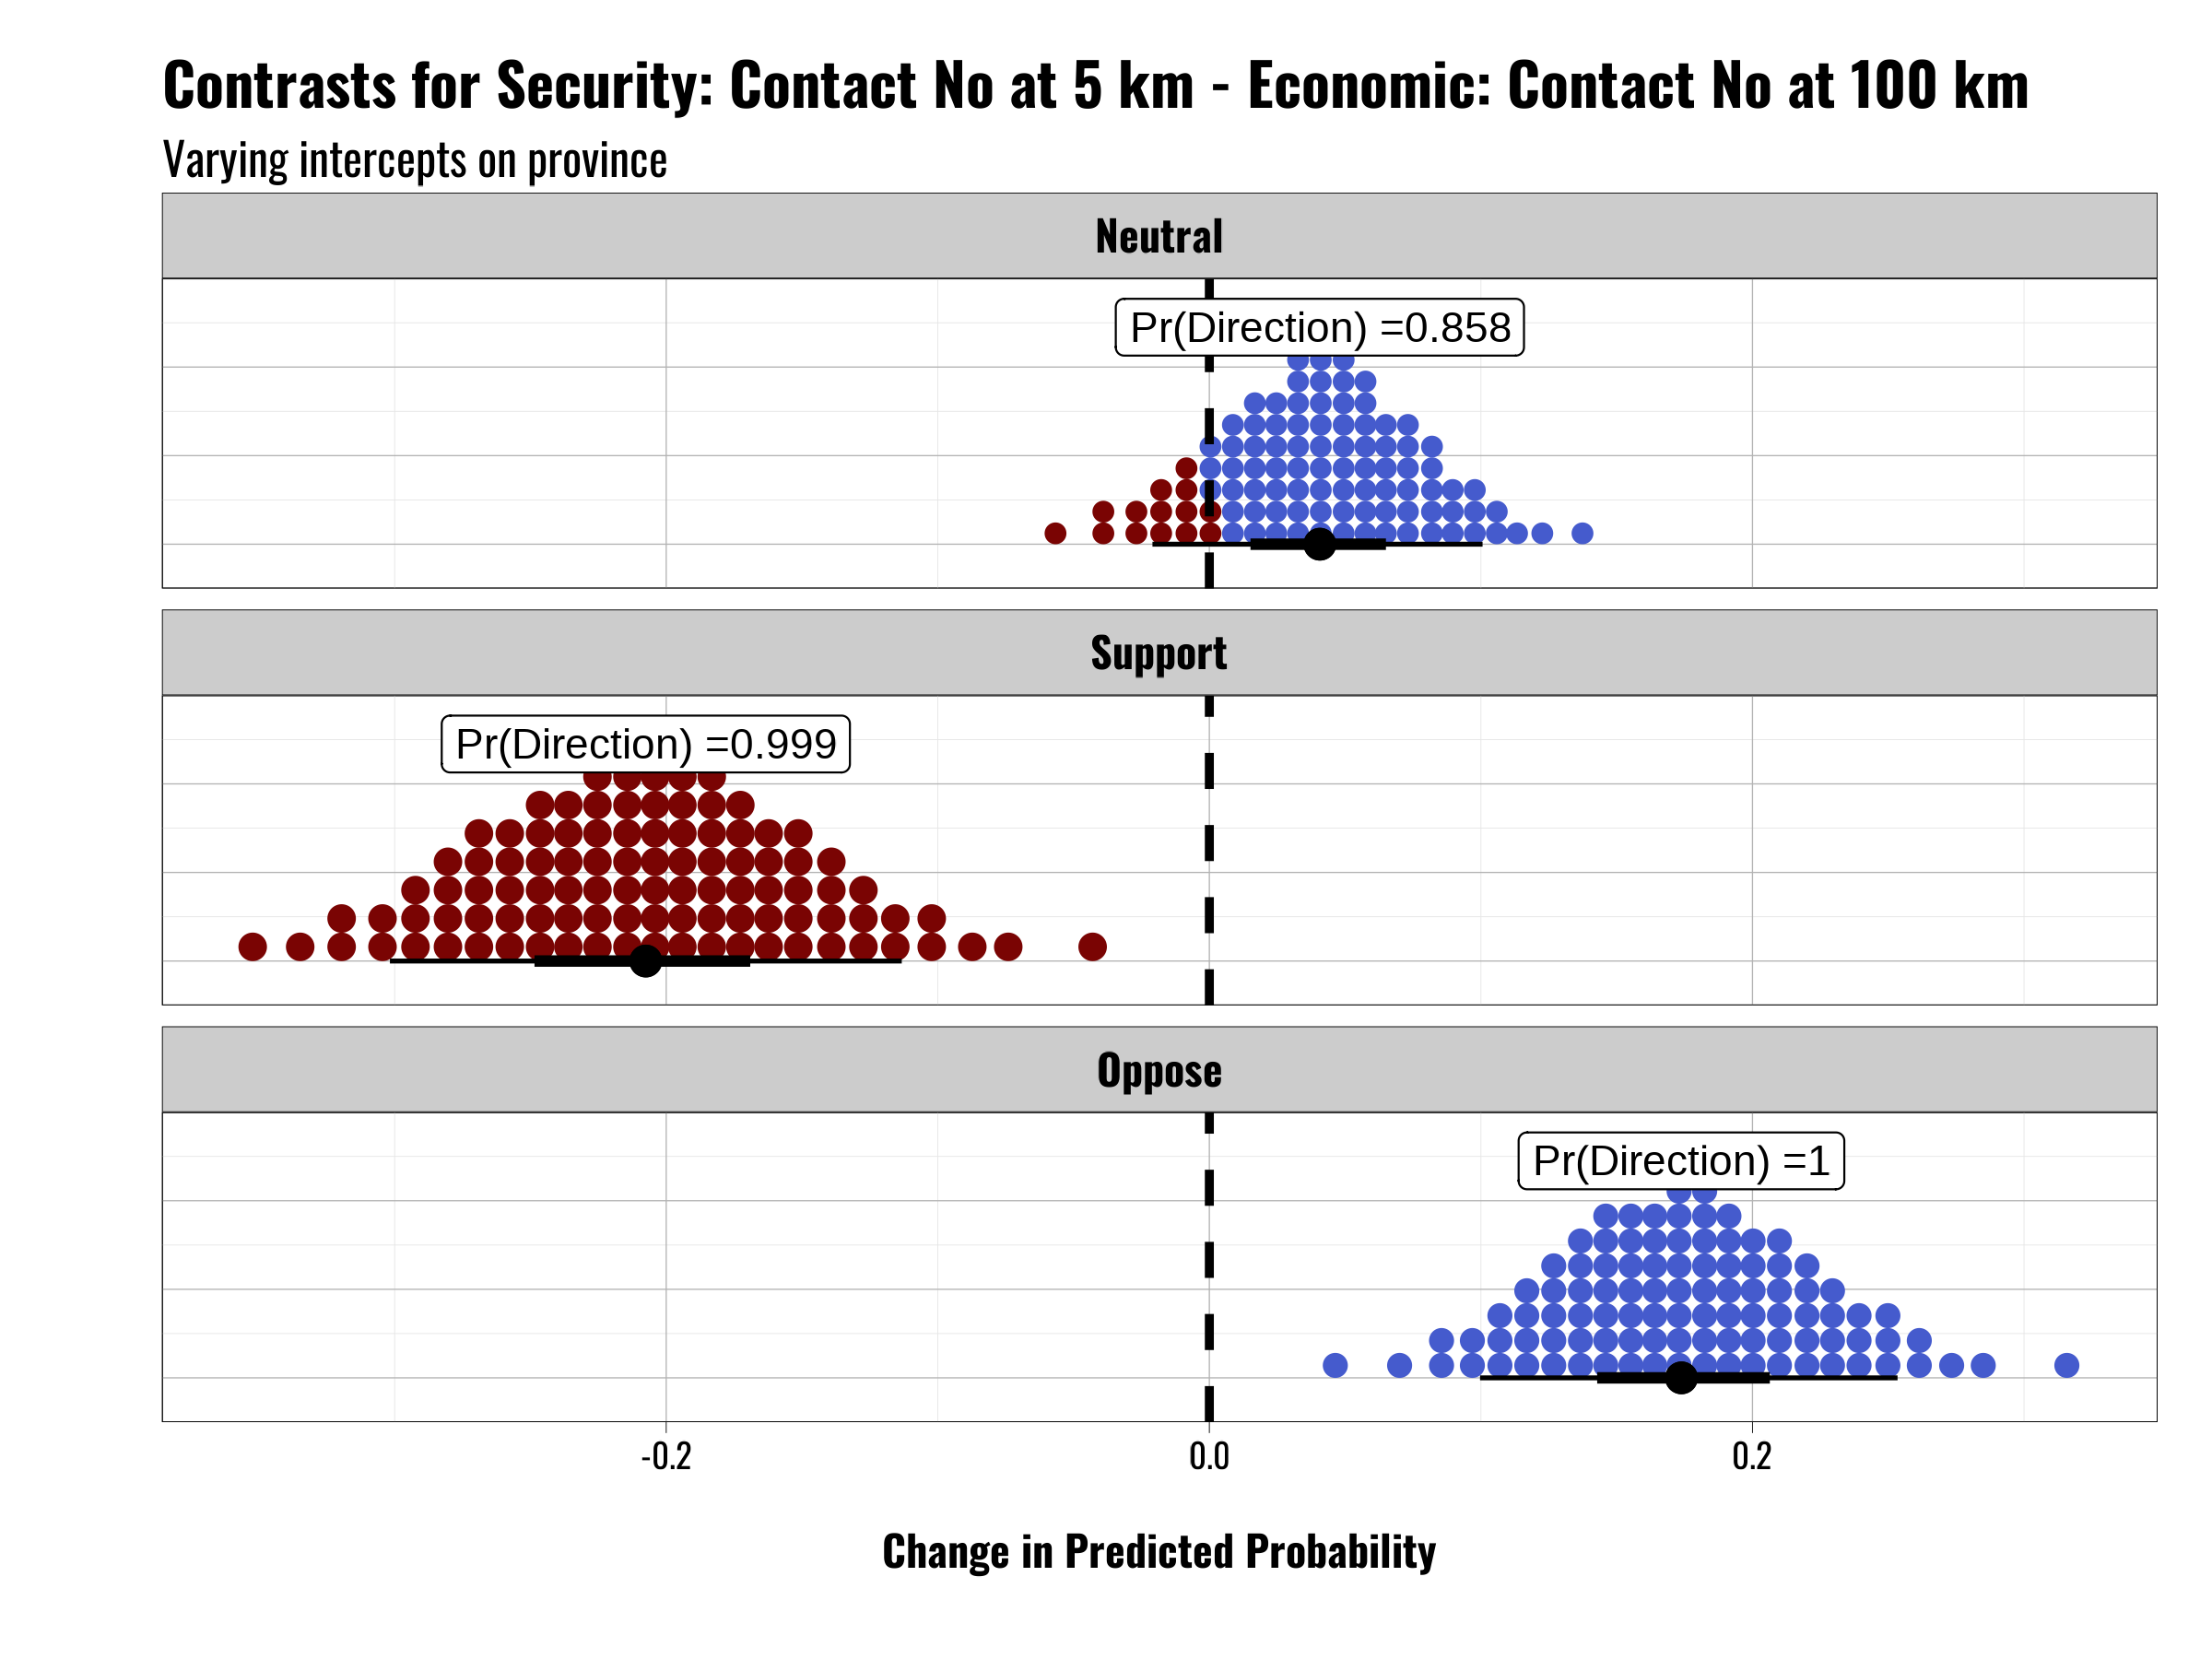 Contrasts for Security: Contact No at 5 km - Economic: Contact No at 100 km
Varying intercepts on province
Neutral
Pr(Direction) =0.858
Support
Pr(Direction) =0.999
Oppose
Pr(Direction) =1
-0.2
0.0
0.2
Change in Predicted Probability